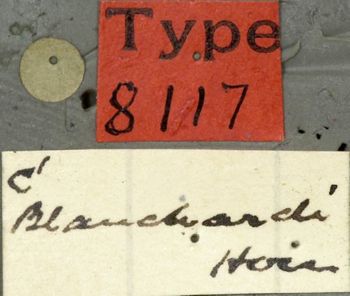 Type
8117
C'
Blanchardi
Horn